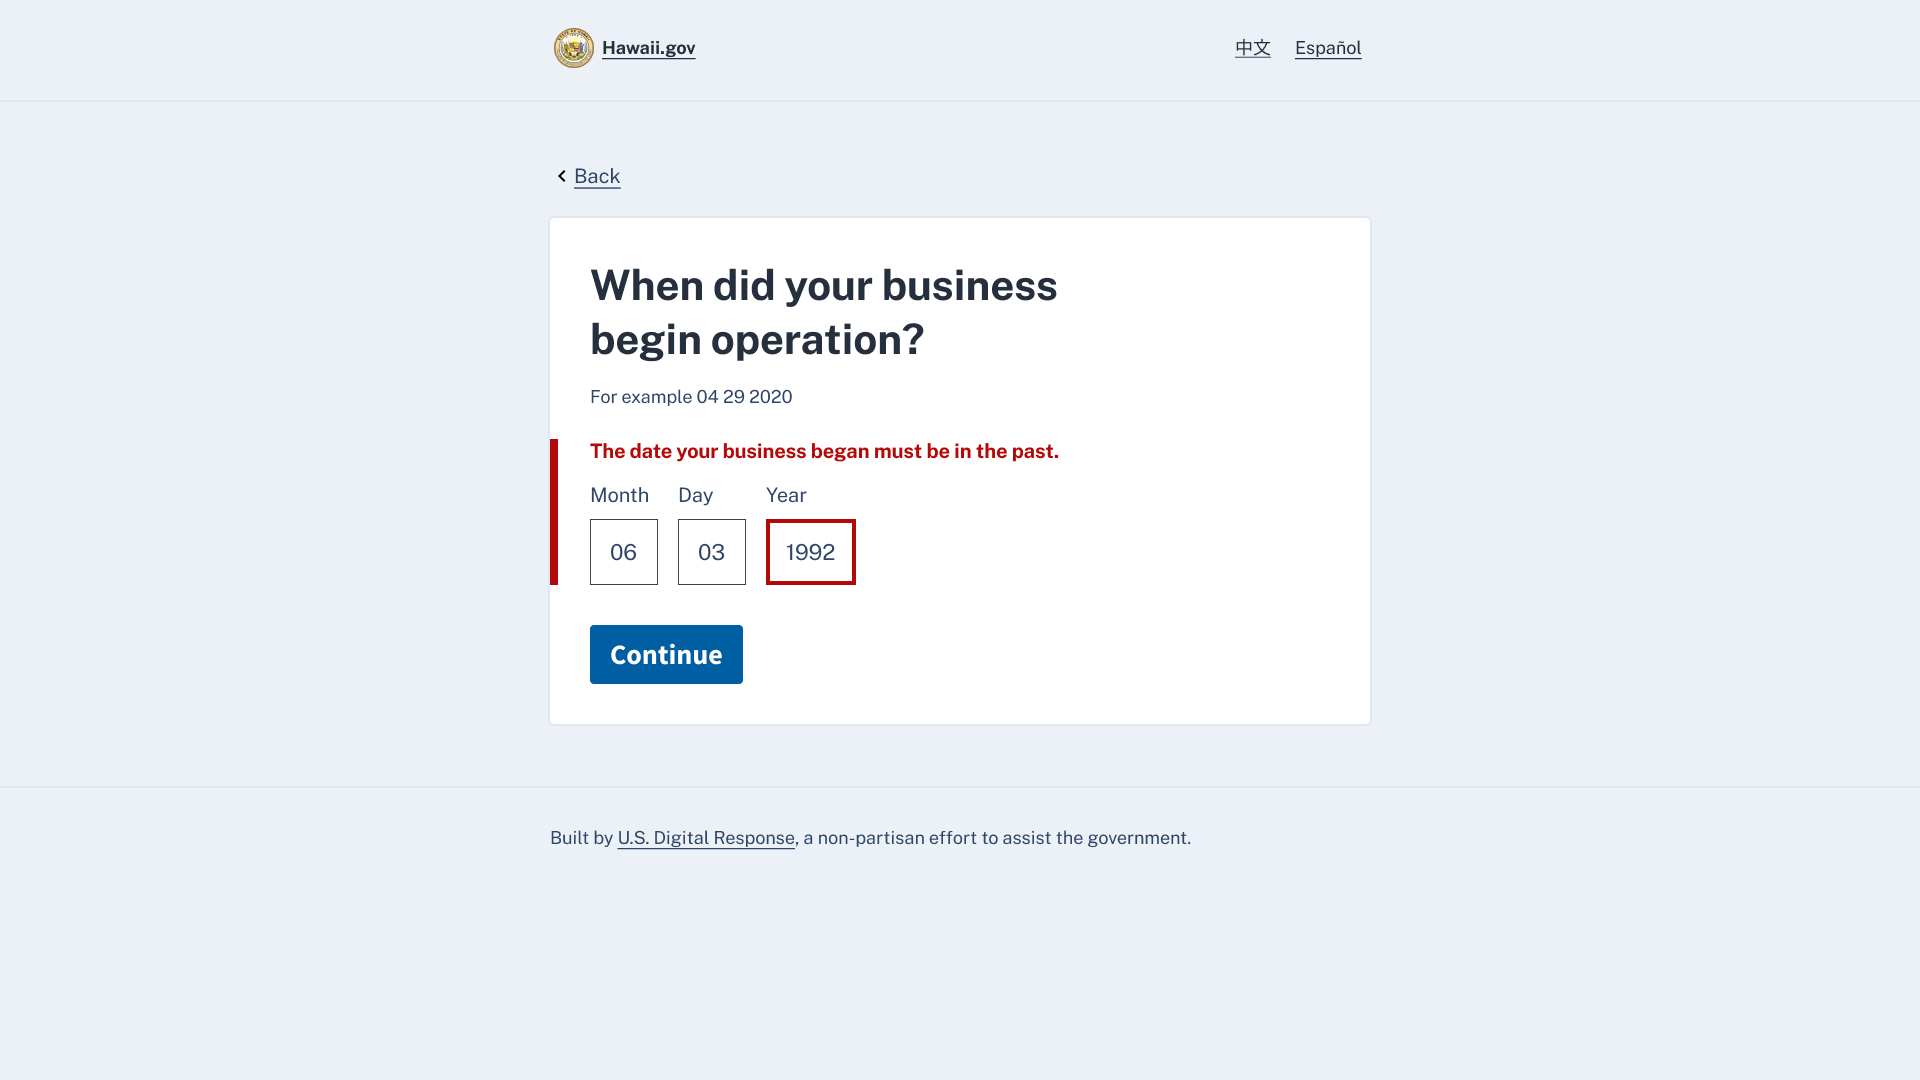 Hawaii.gov
中文 Español
Back
When did your business
begin operation?
For example 04 29 2020
The date your business began must be in the past.
Month Day Year
06 03 1992
Continue
Built by U.S. Digital Response, a non-partisan effort to assist the government.